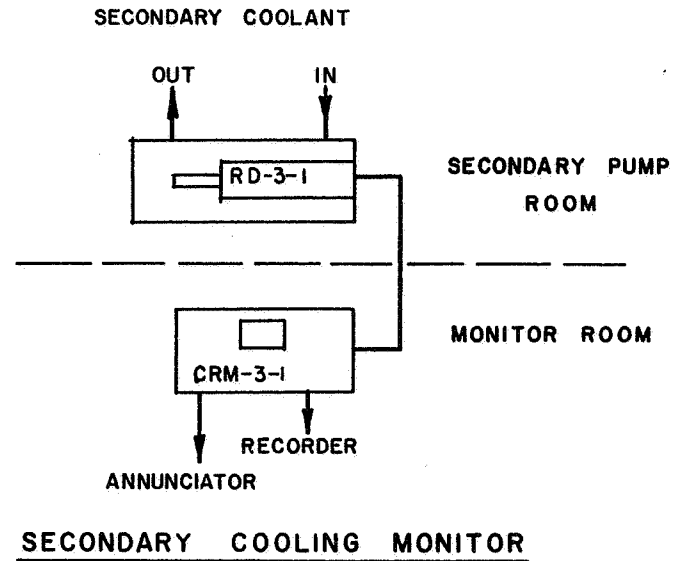 SECONDARY COOLANT
OUT
IN
RD-3-1
SECONDARY PUMP
ROOM
MONITOR ROOM
CRM-3-1
RECORDER
ANNUNCIATOR
SECONDARY COOLING MONITOR